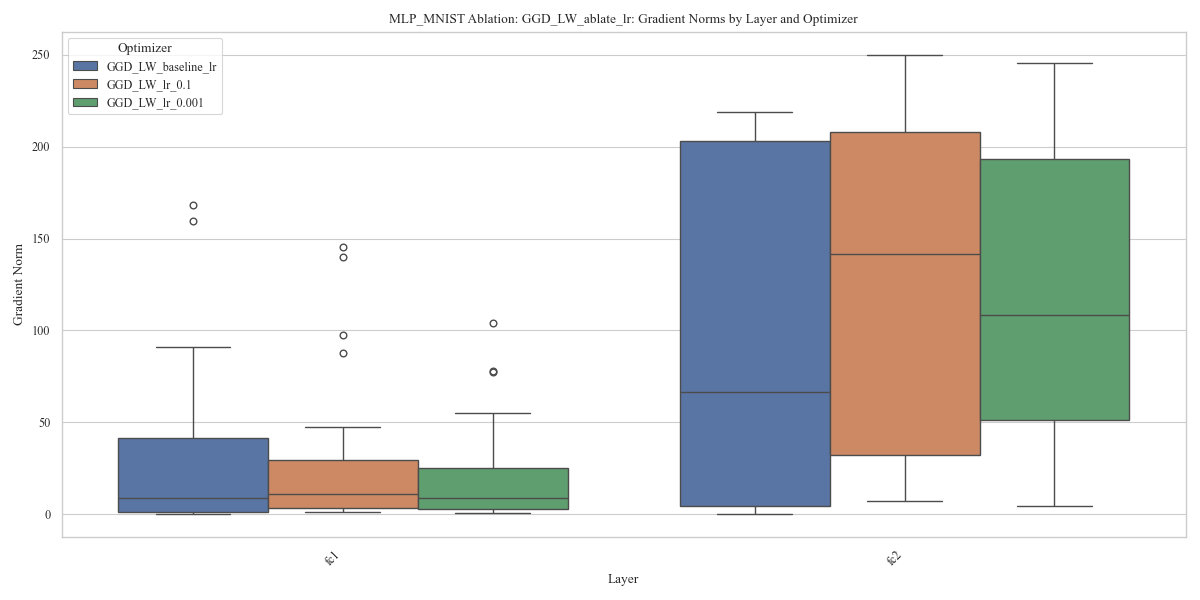 MLP_MNIST Ablation: GGD_LW_ablate_lr: Gradient Norms by Layer and Optimizer
Optimizer
GGD_LW_baseline_lr
GGD_LW_lr_0.1
GGD_LW_lr_0.001
Gradient Norm
250
200
150
100
50
0
fc1
fc2
Layer